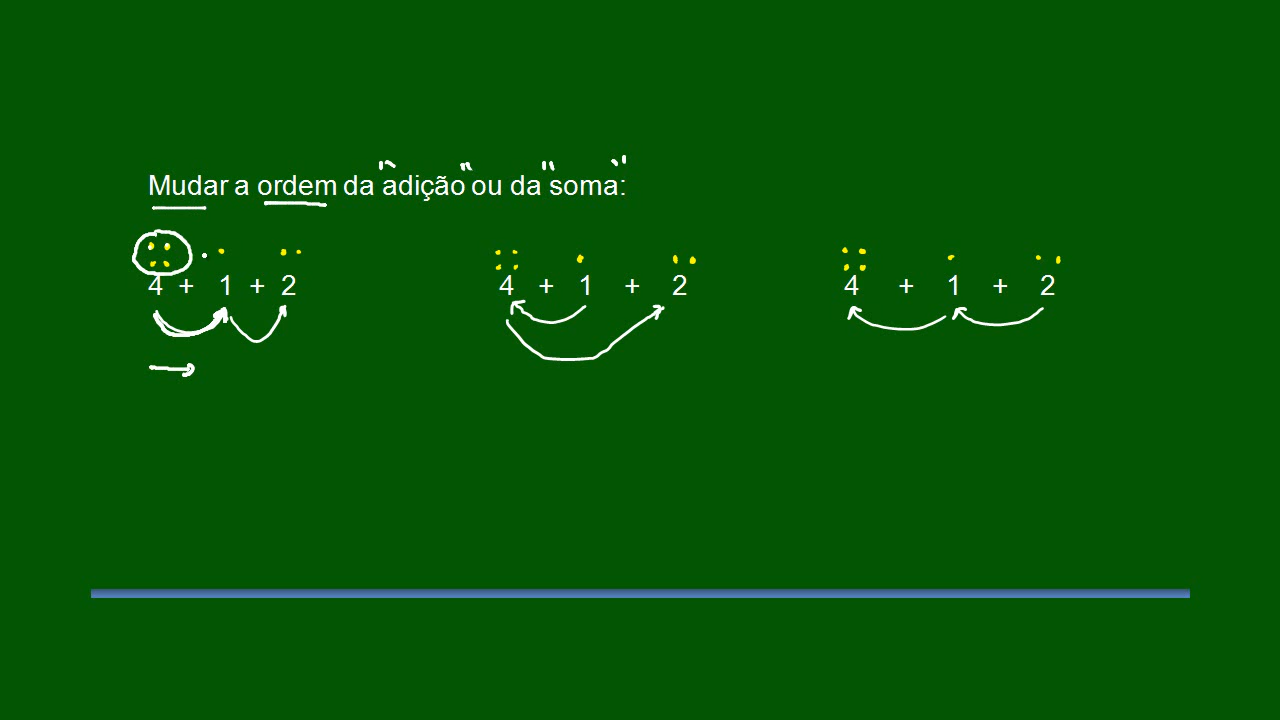 Mudar a ordem da "adição" ou da "soma":
4 + 1 + 2 4 + 1 + 2 4 + 1 + 2